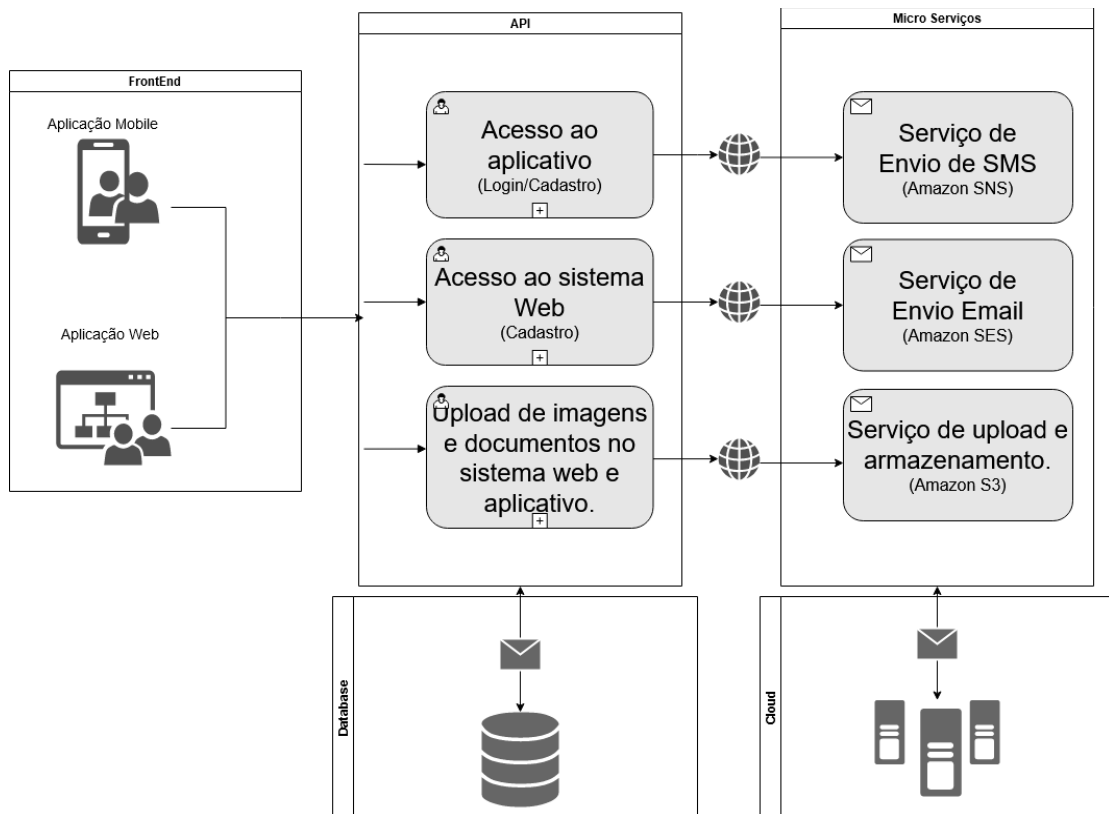 FrontEnd
Aplicação Mobile
Aplicação Web
API
Acesso ao
aplicativo
(Login/Cadastro)
+
Acesso ao sistema
Web
(Cadastro)
+
Upload de imagens
e documentos no
sistema web e
aplicativo.
+
Micro Serviços
Serviço de
Envio de SMS
(Amazon SNS)
Serviço de
Envio Email
(Amazon SES)
Serviço de upload e
armazenamento.
(Amazon S3)
Database
Cloud